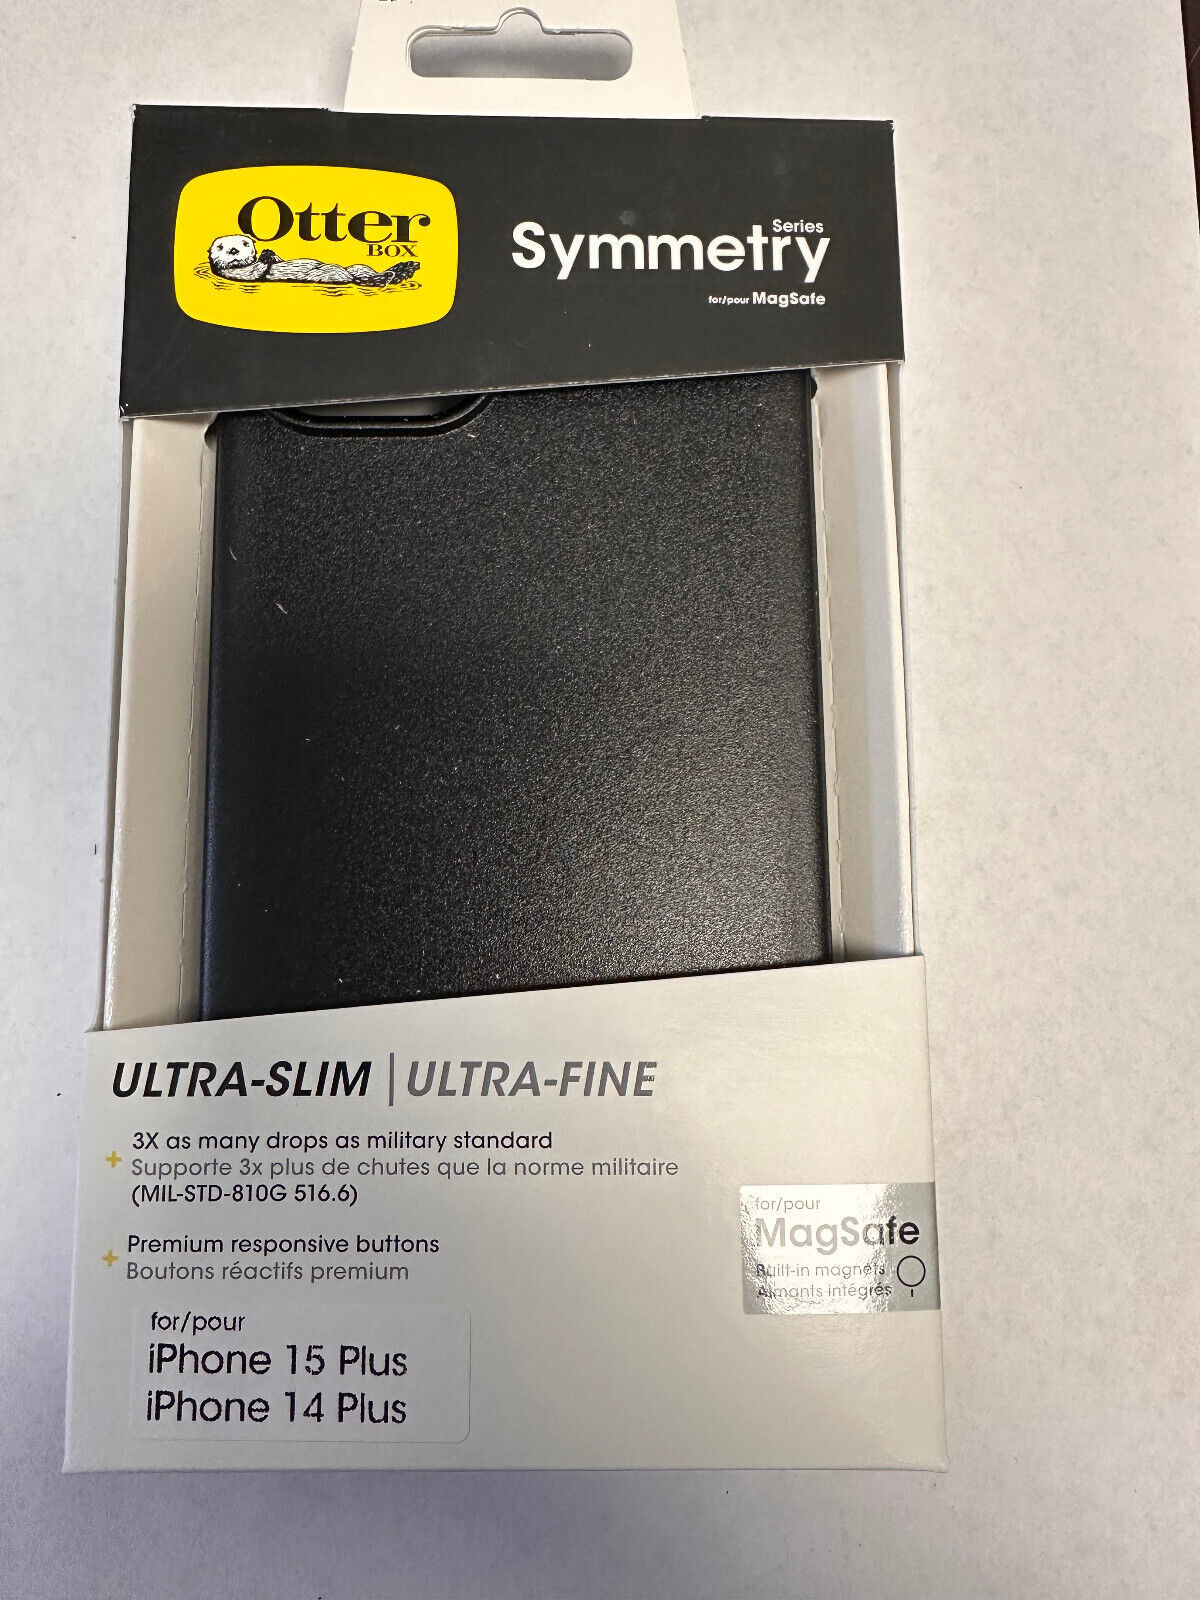 Otter
BOX
Series
Symmetry
for/pour MagSafe
ULTRA-SLIM | ULTRA-FINE
3X as many drops as military standard
Supporte 3x plus de chutes que la norme militaire
(MIL-STD-810G 516.6)
Premium responsive buttons
Boutons réactifs premium
for/pour
MagSafe
Built-in magnets
Aimants intégrés
for/pour
iPhone 15 Plus
iPhone 14 Plus